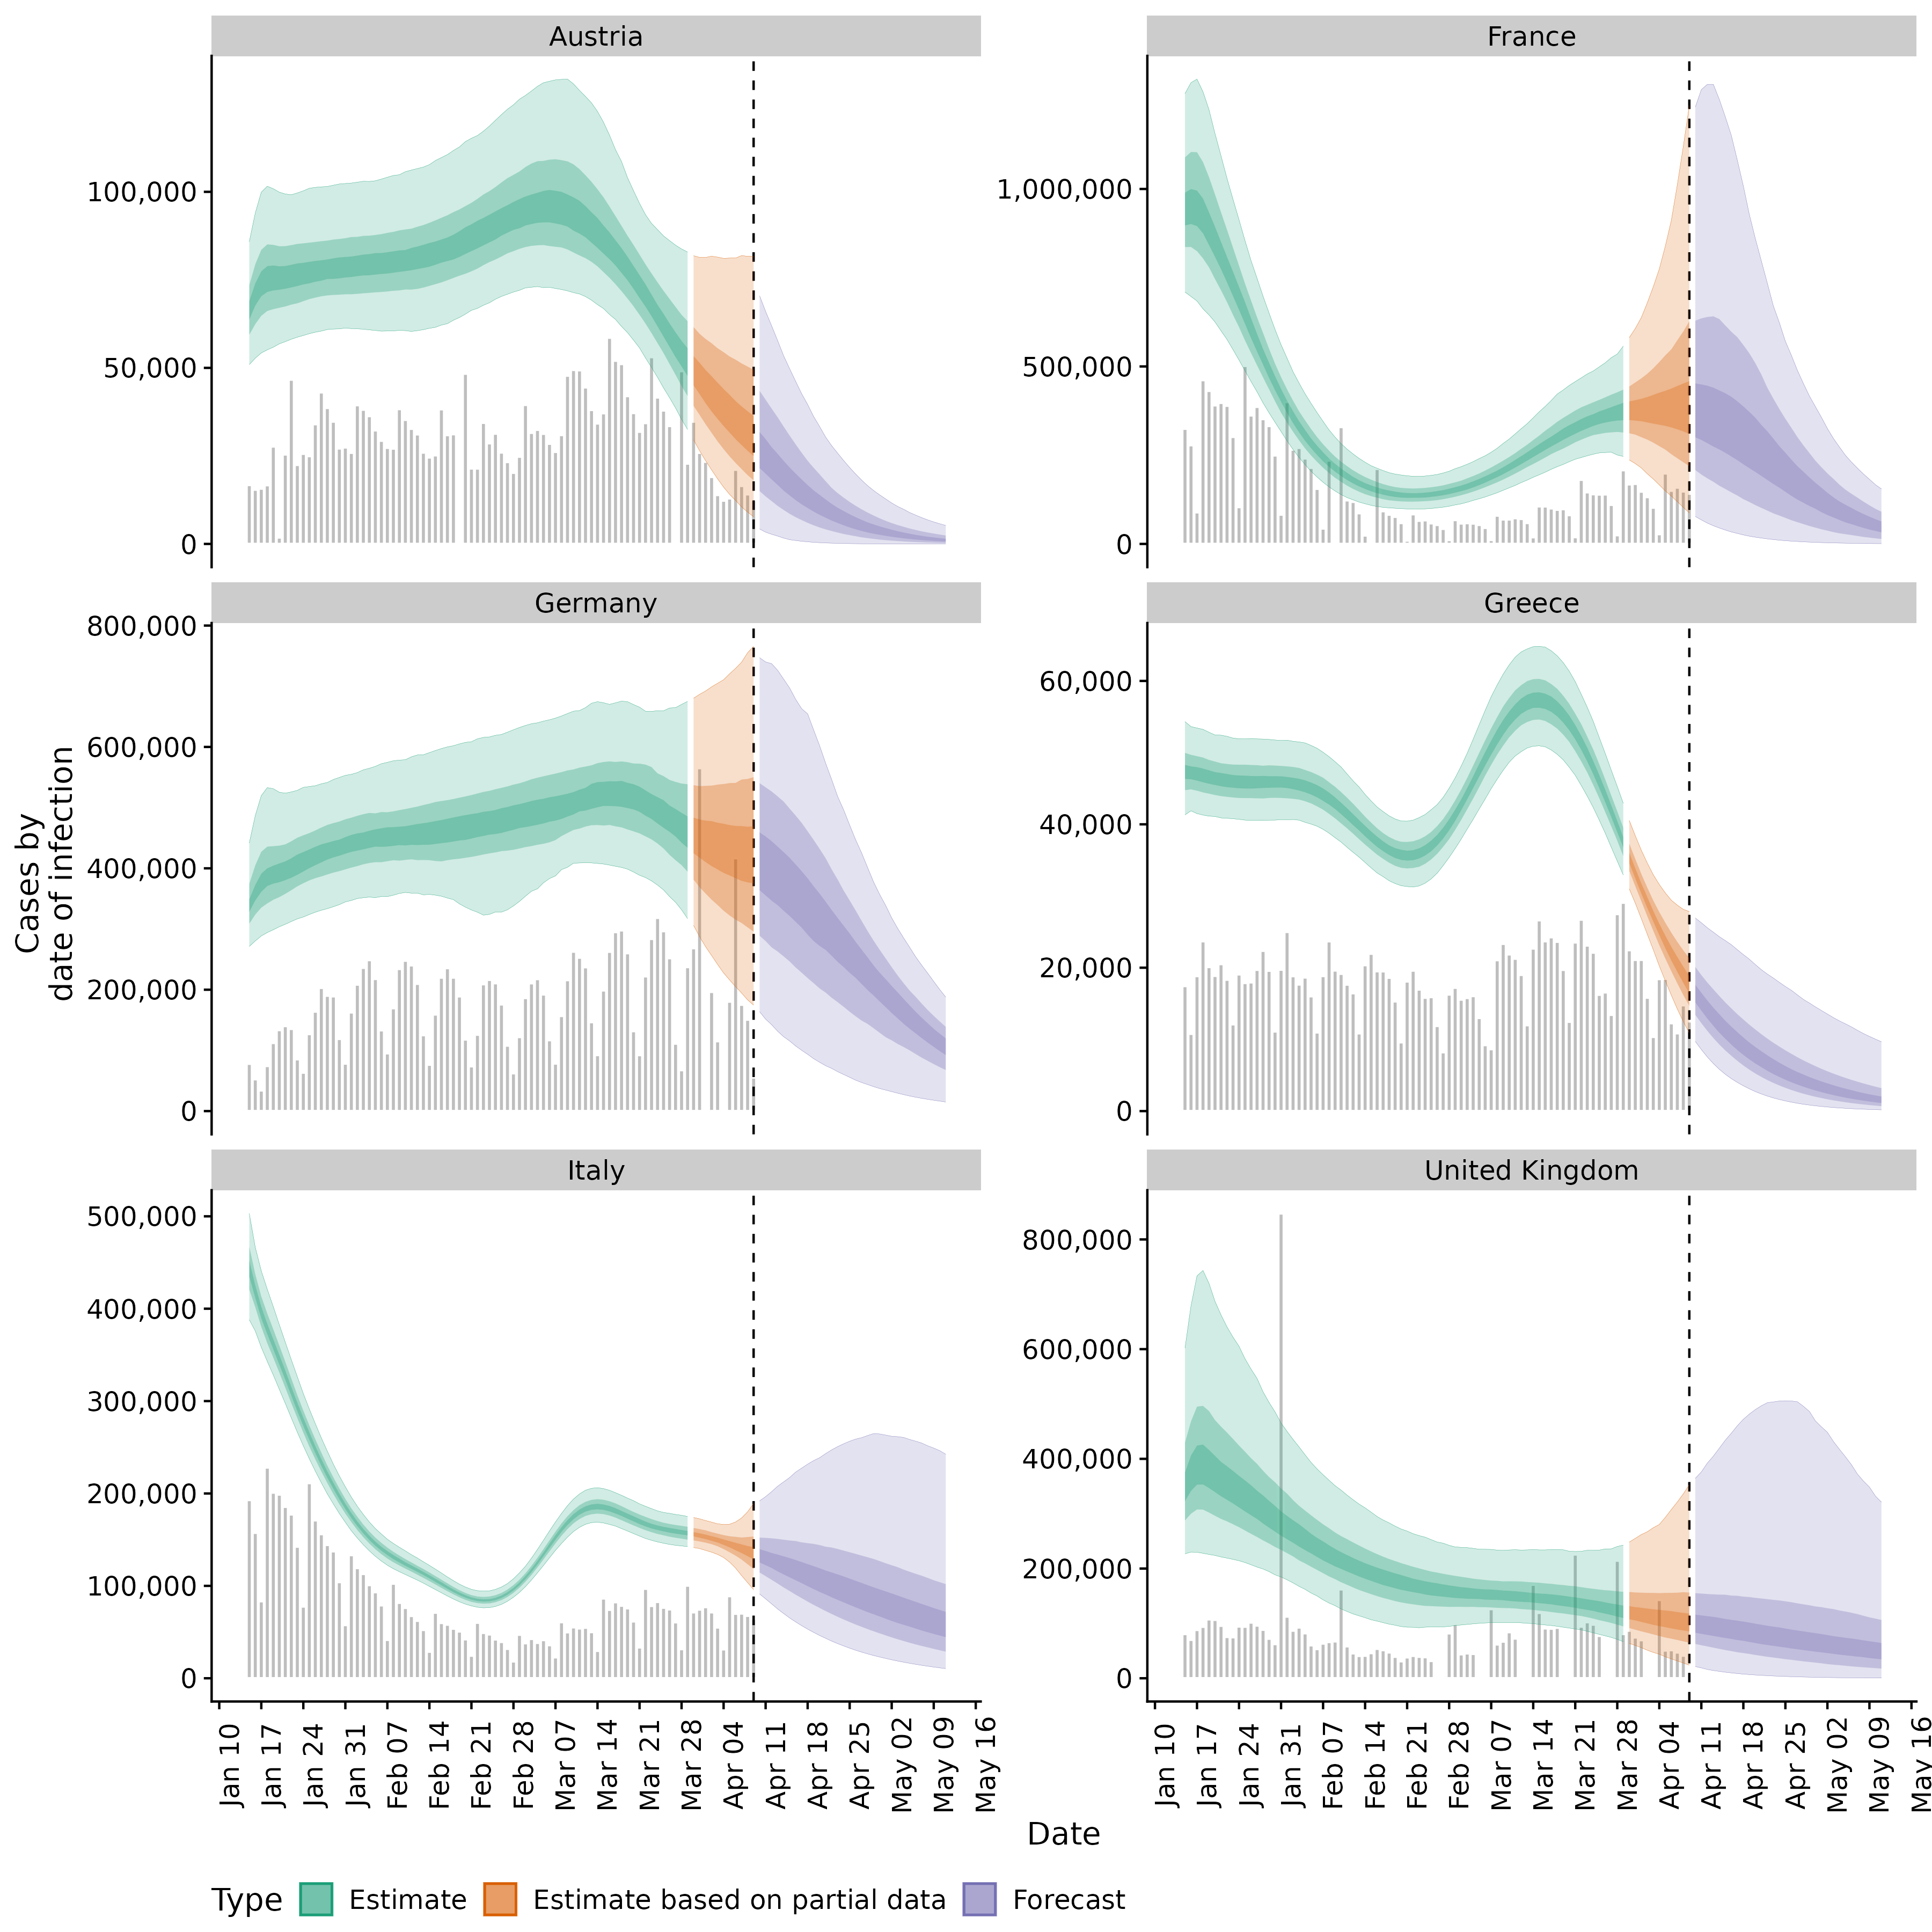 Austria
France
100,000
50,000
0
1,000,000
500,000
0
Germany
Greece
800,000
600,000
400,000
200,000
0
60,000
40,000
20,000
0
Italy
United Kingdom
500,000
400,000
300,000
200,000
100,000
0
800,000
600,000
400,000
200,000
0
Cases by
date of infection
Jan 10
Jan 17
Jan 24
Jan 31
Feb 07
Feb 14
Feb 21
Feb 28
Mar 07
Mar 14
Mar 21
Mar 28
Apr 04
Apr 11
Apr 18
Apr 25
May 02
May 09
May 16
Jan 10
Jan 17
Jan 24
Jan 31
Feb 07
Feb 14
Feb 21
Feb 28
Mar 07
Mar 14
Mar 21
Mar 28
Apr 04
Apr 11
Apr 18
Apr 25
May 02
May 09
May 16
Date
Type Estimate Estimate based on partial data Forecast